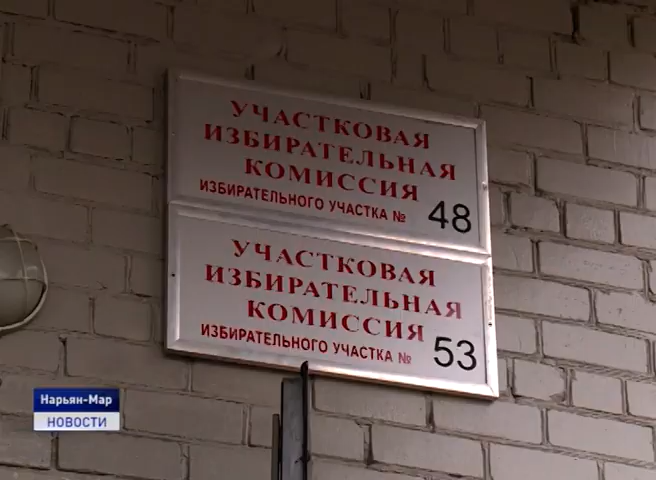 УЧАСТКОВАЯ
ИЗБИРАТЕЛЬНАЯ
КОМИССИЯ
ИЗБИРАТЕЛЬНОГО УЧАСТКА № 48
УЧАСТКОВАЯ
ИЗБИРАТЕЛЬНАЯ
КОМИССИЯ
ИЗБИРАТЕЛЬНОГО УЧАСТКА № 53
Нарьян-Мар
НОВОСТИ